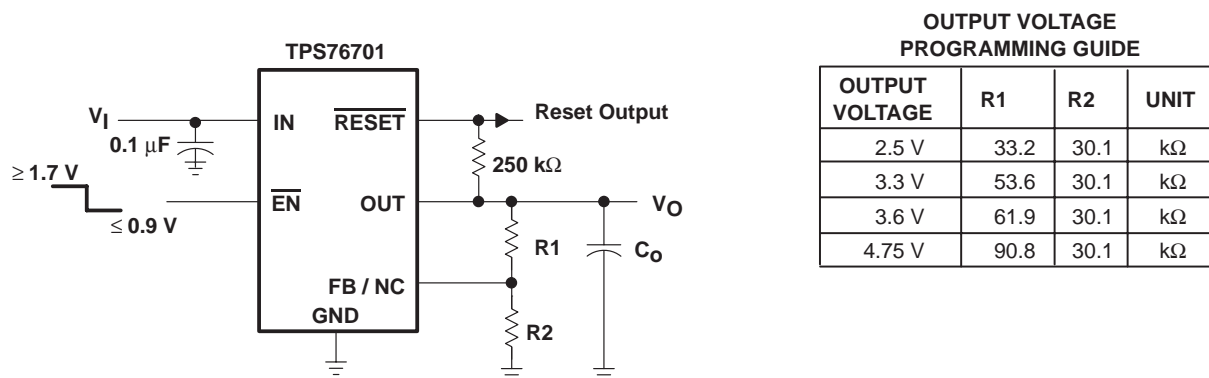 TPS76701
V_I
0.1 μF
≥ 1.7 V
≤ 0.9 V
IN
RESET
EN
OUT
FB / NC
GND
Reset Output
250 kΩ
V_O
R1
C_o
R2
OUTPUT VOLTAGE
PROGRAMMING GUIDE
OUTPUT VOLTAGE R1 R2 UNIT
2.5 V 33.2 30.1 kΩ
3.3 V 53.6 30.1 kΩ
3.6 V 61.9 30.1 kΩ
4.75 V 90.8 30.1 kΩ